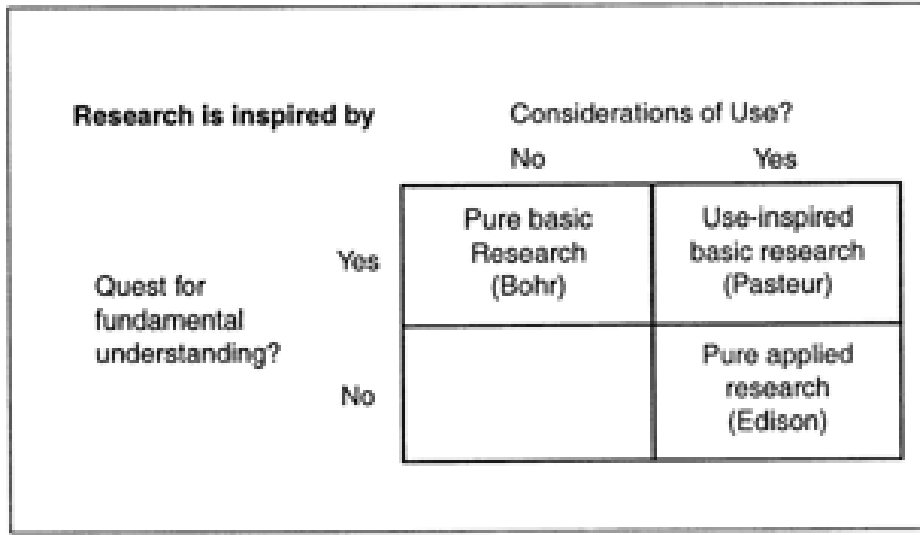 Research is inspired by
Considerations of Use?
No
Yes
Quest for
fundamental
understanding?
Yes
Pure basic
Research
(Bohr)
Use-inspired
basic research
(Pasteur)
No
Pure applied
research
(Edison)